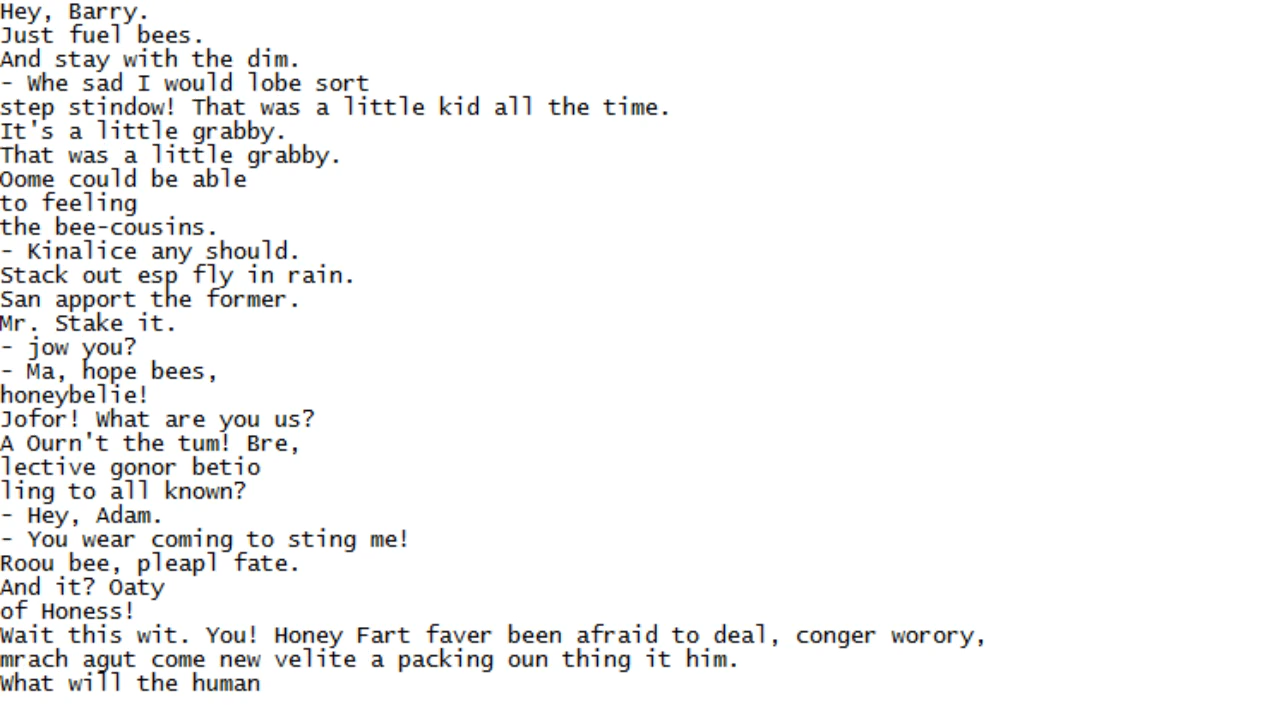 Hey, Barry.
Just fuel bees.
And stay with the dim.
- Whe sad I would lobe sort
step stindow! That was a little kid all the time.
It's a little grabby.
That was a little grabby.
Oome could be able
to feeling
the bee-cousins.
- Kinalice any should.
Stack out esp fly in rain.
San apport the former.
Mr. Stake it.
- jow you?
- Ma, hope bees,
honeybelie!
Jofor! What are you us?
A Ourn't the tum! Bre,
lective gonor betio
ling to all known?
- Hey, Adam.
- You wear coming to sting me!
Roou bee, pleapl fate.
And it? Oaty
of Honess!
Wait this wit. You! Honey Fart faver been afraid to deal, conger worory,
mrach agut come new velite a packing oun thing it him.
What will the human